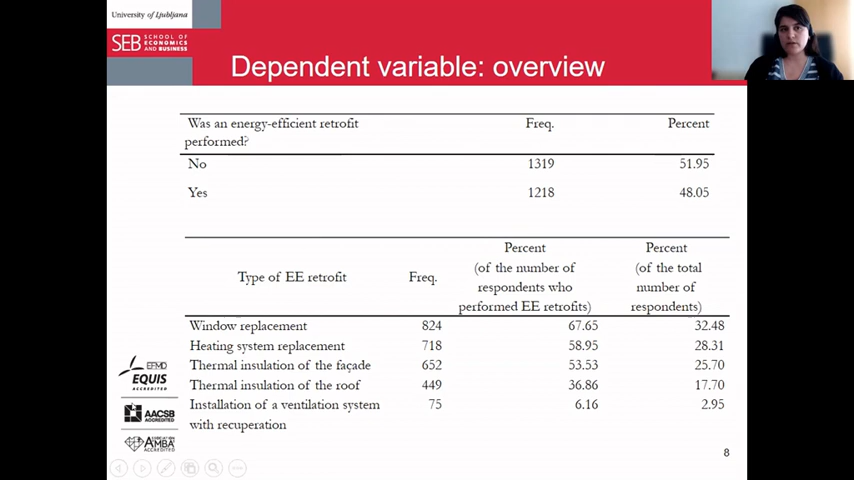 University of Ljubljana
SEB SCHOOL OF
ECONOMICS
AND BUSINESS
Dependent variable: overview
Was an energy-efficient retrofit performed? Freq. Percent
No 1319 51.95
Yes 1218 48.05
Type of EE retrofit Freq. Percent (of the number of respondents who performed EE retrofits) Percent (of the total number of respondents)
Window replacement 824 67.65 32.48
Heating system replacement 718 58.95 28.31
Thermal insulation of the façade 652 53.53 25.70
Thermal insulation of the roof 449 36.86 17.70
Installation of a ventilation system with recuperation 75 6.16 2.95
EFMD
EQUIS
ACCREDITED
AACSB
ACCREDITED
AMBA
ACCREDITED
8